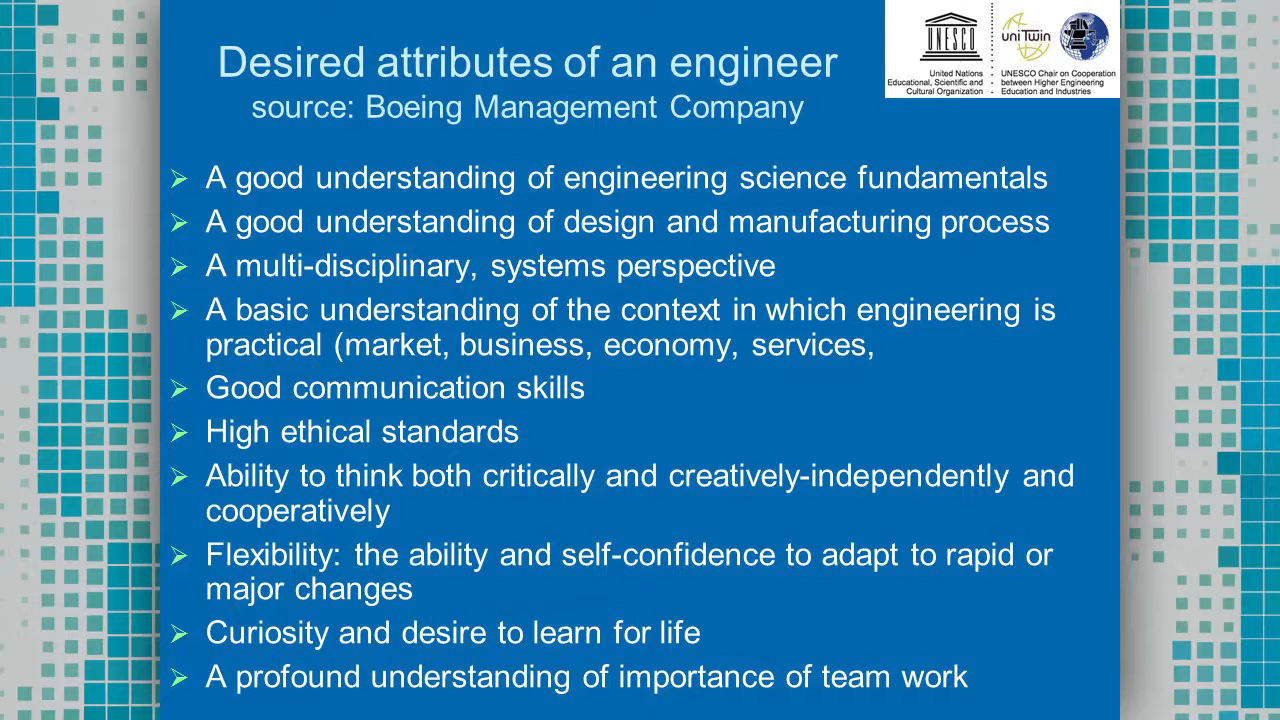 Desired attributes of an engineer
source: Boeing Management Company
UNESCO
United Nations
Educational, Scientific and
Cultural Organization
uniTwin
UNESCO Chair on Cooperation
between Higher Engineering
Education and Industries
A good understanding of engineering science fundamentals
A good understanding of design and manufacturing process
A multi-disciplinary, systems perspective
A basic understanding of the context in which engineering is
practical (market, business, economy, services,
Good communication skills
High ethical standards
Ability to think both critically and creatively-independently and
cooperatively
Flexibility: the ability and self-confidence to adapt to rapid or
major changes
Curiosity and desire to learn for life
A profound understanding of importance of team work